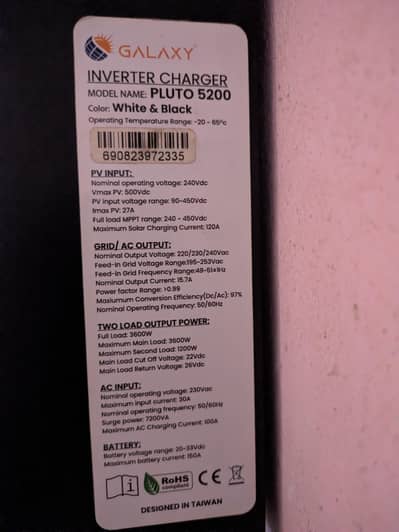 GALAXY
INVERTER CHARGER
MODEL NAME: PLUTO 5200
Color: White & Black
Operating Temperature Range: -20 ~ 65°c
690823972335
PV INPUT:
Nominal operating voltage: 240Vdc
Vmax PV: 500Vdc
PV input voltage range: 90-450Vdc
Imax PV: 27A
Full load MPPT range: 240 ~ 450Vdc
Maximum Solar Charging Current: 120A
GRID/ AC OUTPUT:
Nominal Output Voltage: 220/230/240Vac
Feed-in Grid Voltage Range:195-253Vac
Feed-in Grid Frequency Range:49-51±1Hz
Nominal Output Current: 15.7A
Power factor Range: >0.99
Maxiumum Conversion Efficiency(Dc/Ac): 97%
Nominal Operating Frequency: 50/60Hz
TWO LOAD OUTPUT POWER:
Full Load: 3600W
Maximum Main Load: 3600W
Maximum Second Load: 1200W
Main Load Cut Off Voltage: 22Vdc
Main Load Return Voltage: 26Vdc
AC INPUT:
Nominal operating voltage: 230Vac
Maximum input current: 30A
Nominal operating frequency: 50/60Hz
Surge power: 7200VA
Maximum AC Charging Current: 100A
BATTERY:
Battery voltage range: 20-33Vdc
Maximum battery current: 150A
RoHS
compliant
CE
DESIGNED IN TAIWAN